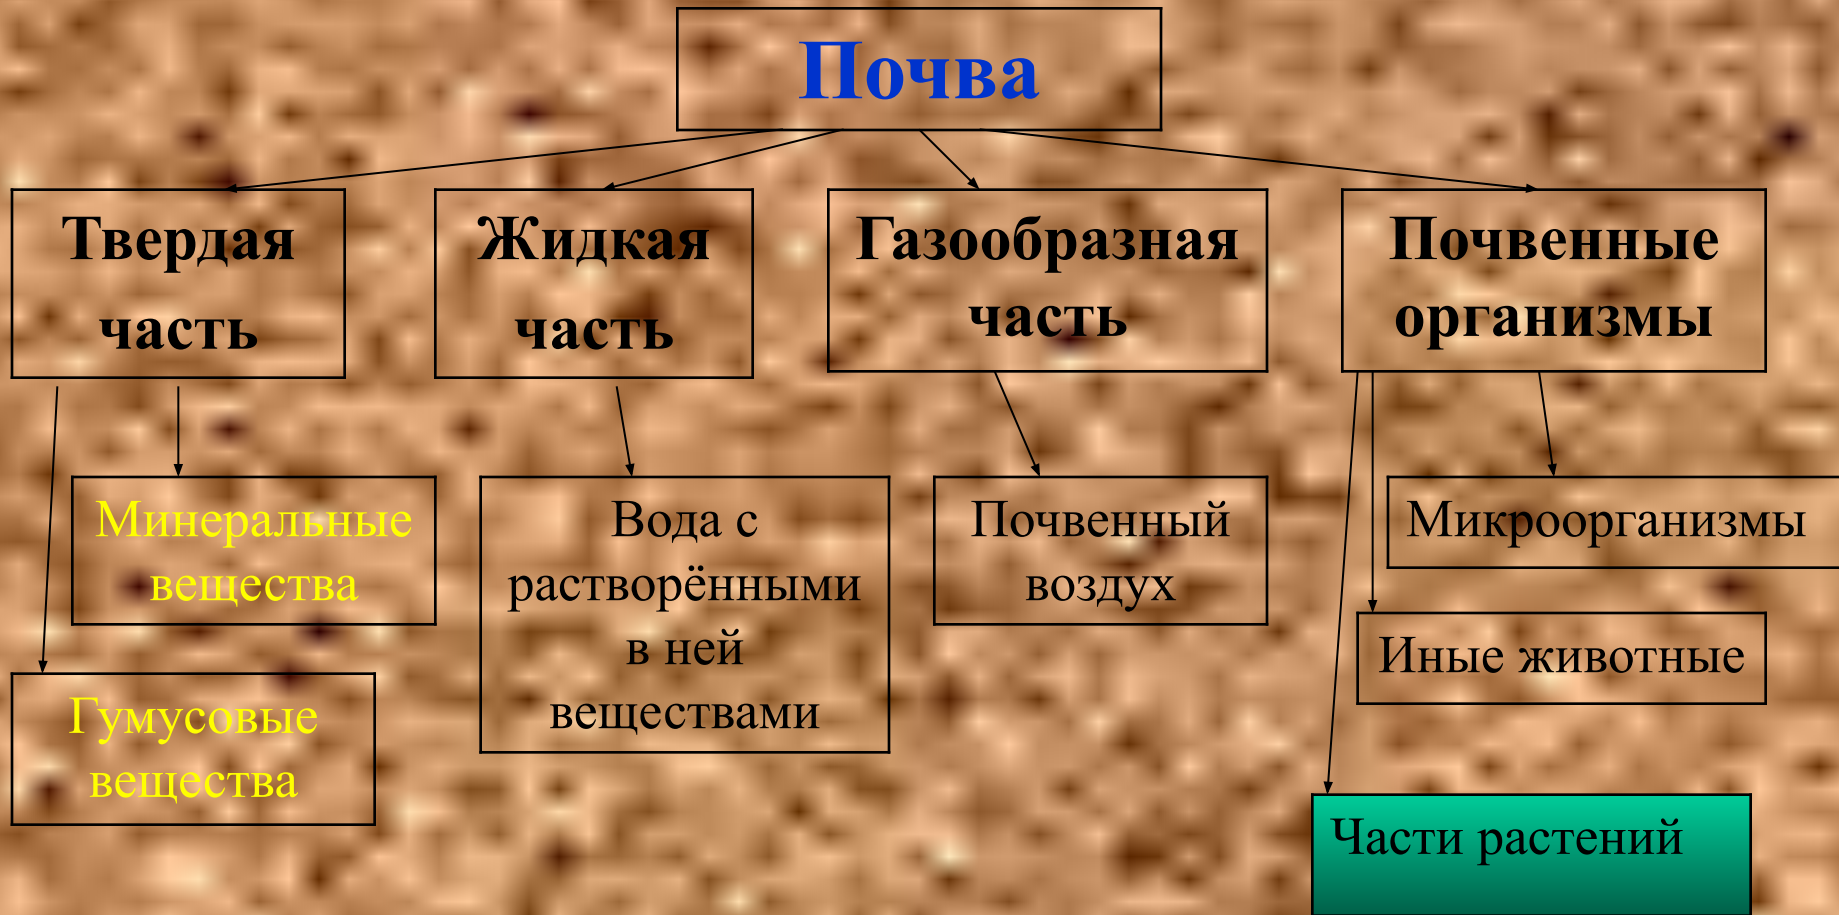 Почва
Твердая
часть
Жидкая
часть
Газообразная
часть
Почвенные
организмы
Минеральные
вещества
Гумусовые
вещества
Вода с
растворёнными
в ней
веществами
Почвенный
воздух
Микроорганизмы
Иные животные
Части растений